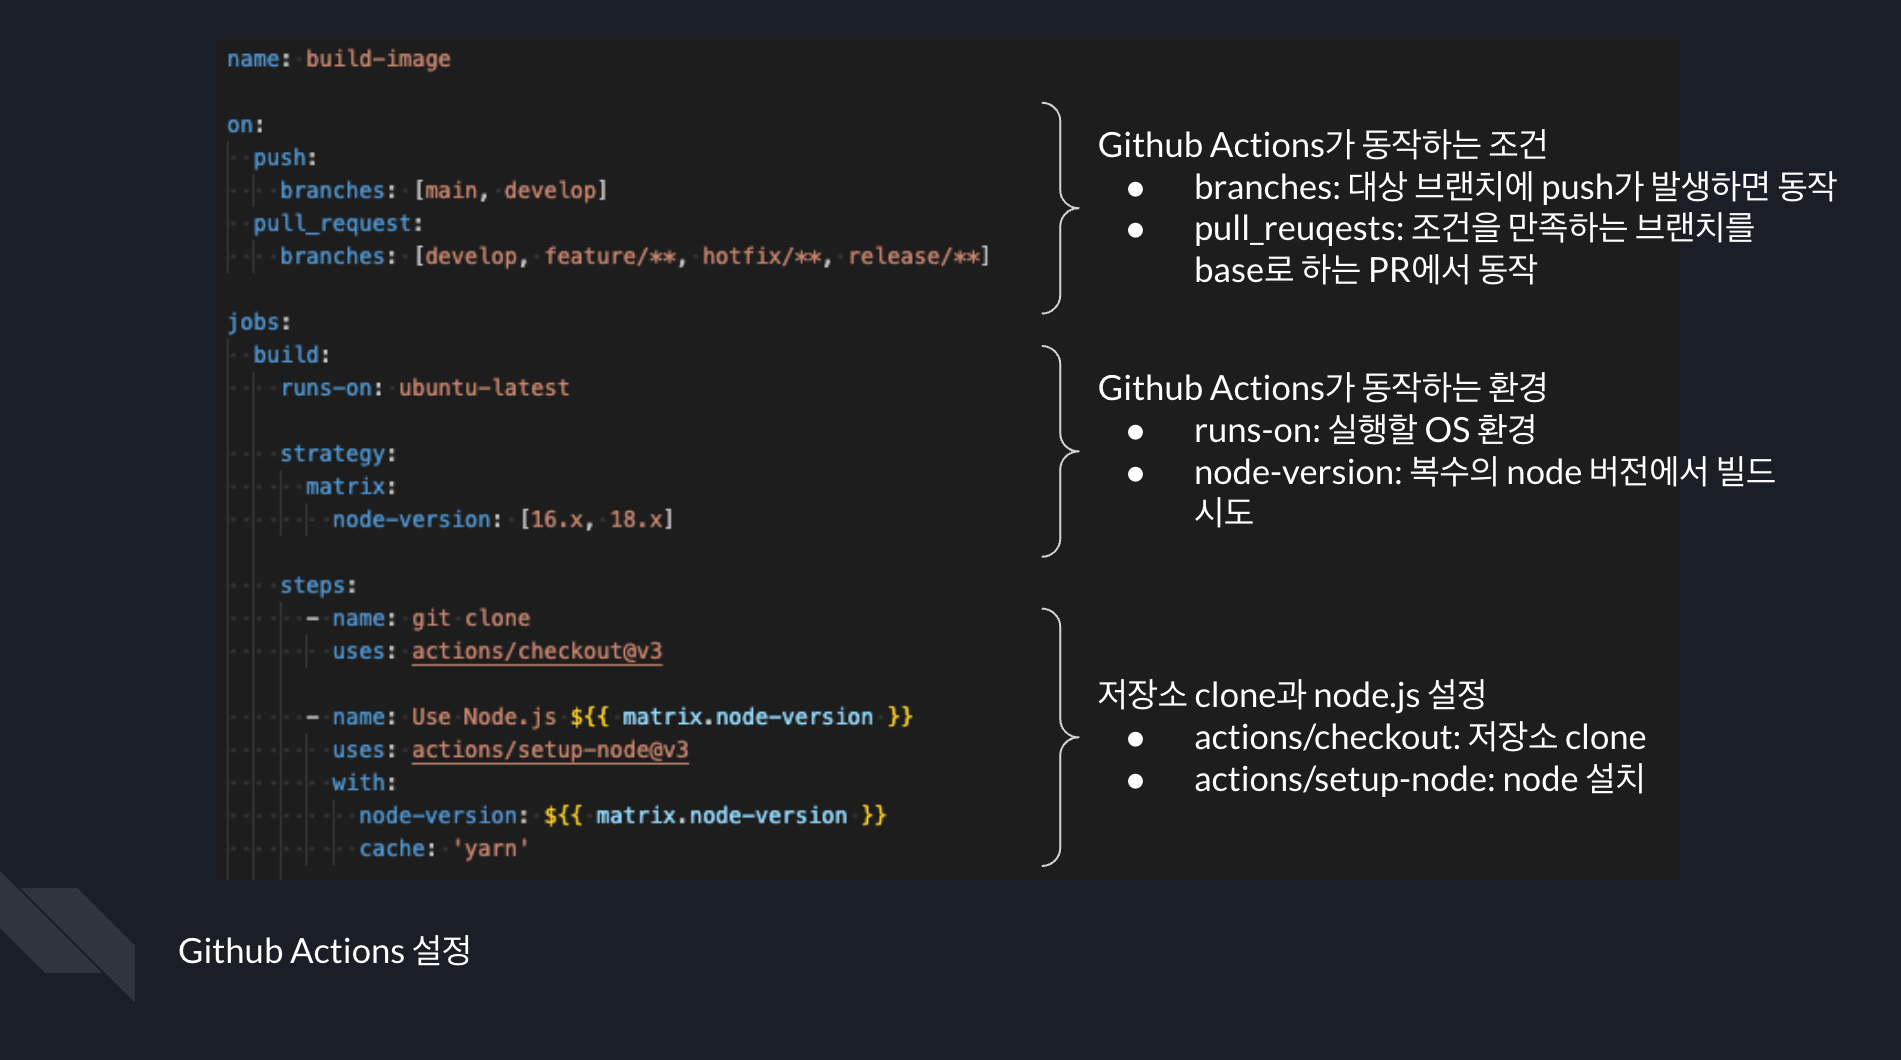 name: build-image
on:
push:
branches: [main, develop]
pull_request:
branches: [develop, feature/**, hotfix/**, release/**]
jobs:
build:
runs-on: ubuntu-latest
strategy:
matrix:
node-version: [16.x, 18.x]
steps:
- name: git clone
uses: actions/checkout@v3
- name: Use Node.js ${{ matrix.node-version }}
uses: actions/setup-node@v3
with:
node-version: ${{ matrix.node-version }}
cache: 'yarn'
Github Actions가 동작하는 조건
● branches: 대상 브랜치에 push가 발생하면 동작
● pull_reuqests: 조건을 만족하는 브랜치를
base로 하는 PR에서 동작
Github Actions가 동작하는 환경
● runs-on: 실행할 OS 환경
● node-version: 복수의 node 버전에서 빌드
시도
저장소 clone과 node.js 설정
● actions/checkout: 저장소 clone
● actions/setup-node: node 설치
Github Actions 설정